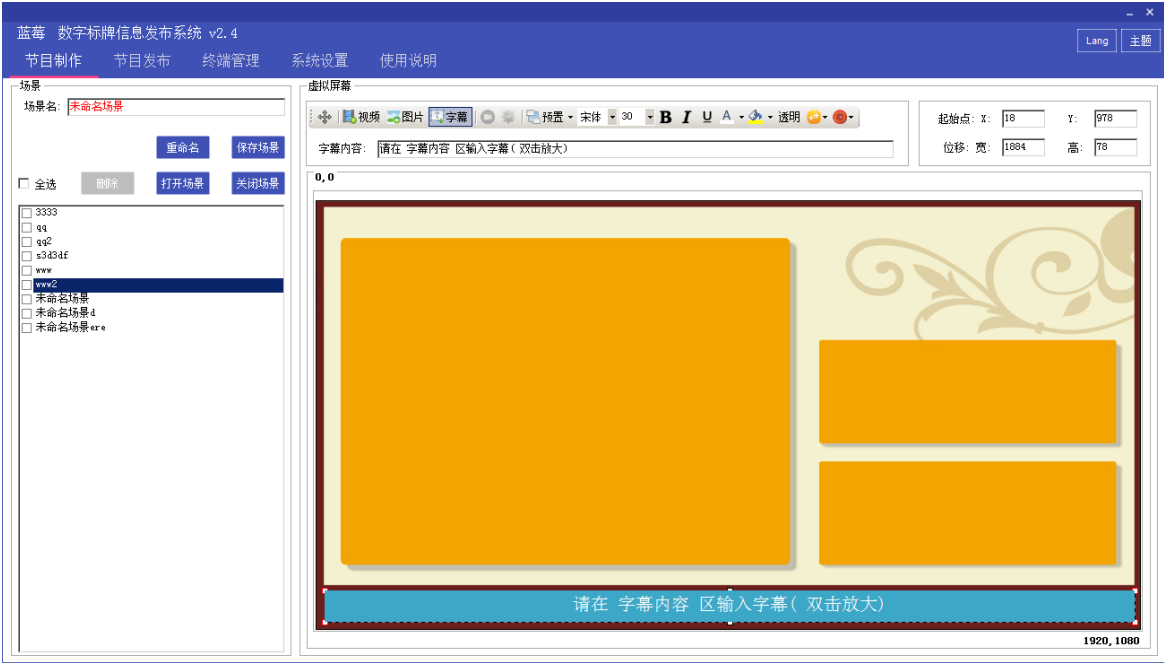 蓝莓 数字标牌信息发布系统 v2.4
Lang 主题
节目制作 节目发布 终端管理 系统设置 使用说明
场景
场景名: 未命名场景
重命名 保存场景
全选 删除 打开场景 关闭场景
3333
qq
qq2
s3d3df
www
www2
未命名场景
未命名场景d
未命名场景ere
虚拟屏幕
视频 图片 字幕 预置 宋体 30 B I U A 透明
字幕内容: 请在 字幕内容 区输入字幕( 双击放大)
起始点: X: 18 Y: 978
位移: 宽: 1884 高: 78
0,0
请在 字幕内容 区输入字幕( 双击放大)
1920,1080